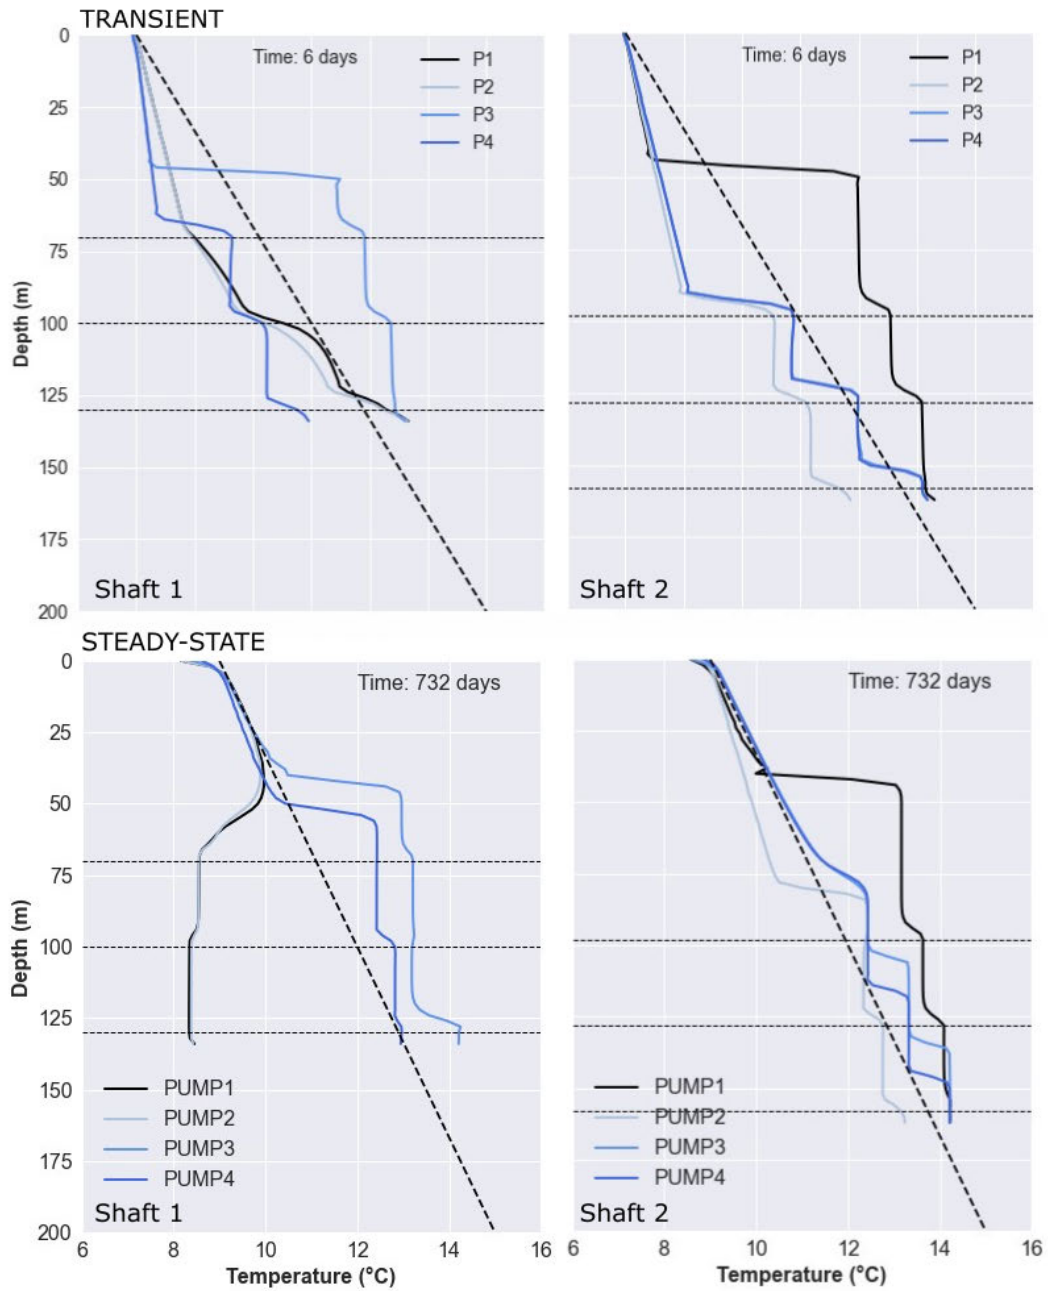 TRANSIENT
Time: 6 days
P1
P2
P3
P4
Time: 6 days
P1
P2
P3
P4
0
25
50
75
100
125
150
175
200
Depth (m)
Shaft 1
Shaft 2
STEADY-STATE
Time: 732 days
Time: 732 days
0
25
50
75
100
125
150
175
200
Depth (m)
PUMP1
PUMP2
PUMP3
PUMP4
Shaft 1
PUMP1
PUMP2
PUMP3
PUMP4
Shaft 2
6 8 10 12 14 16
6 8 10 12 14 16
Temperature (°C)
Temperature (°C)